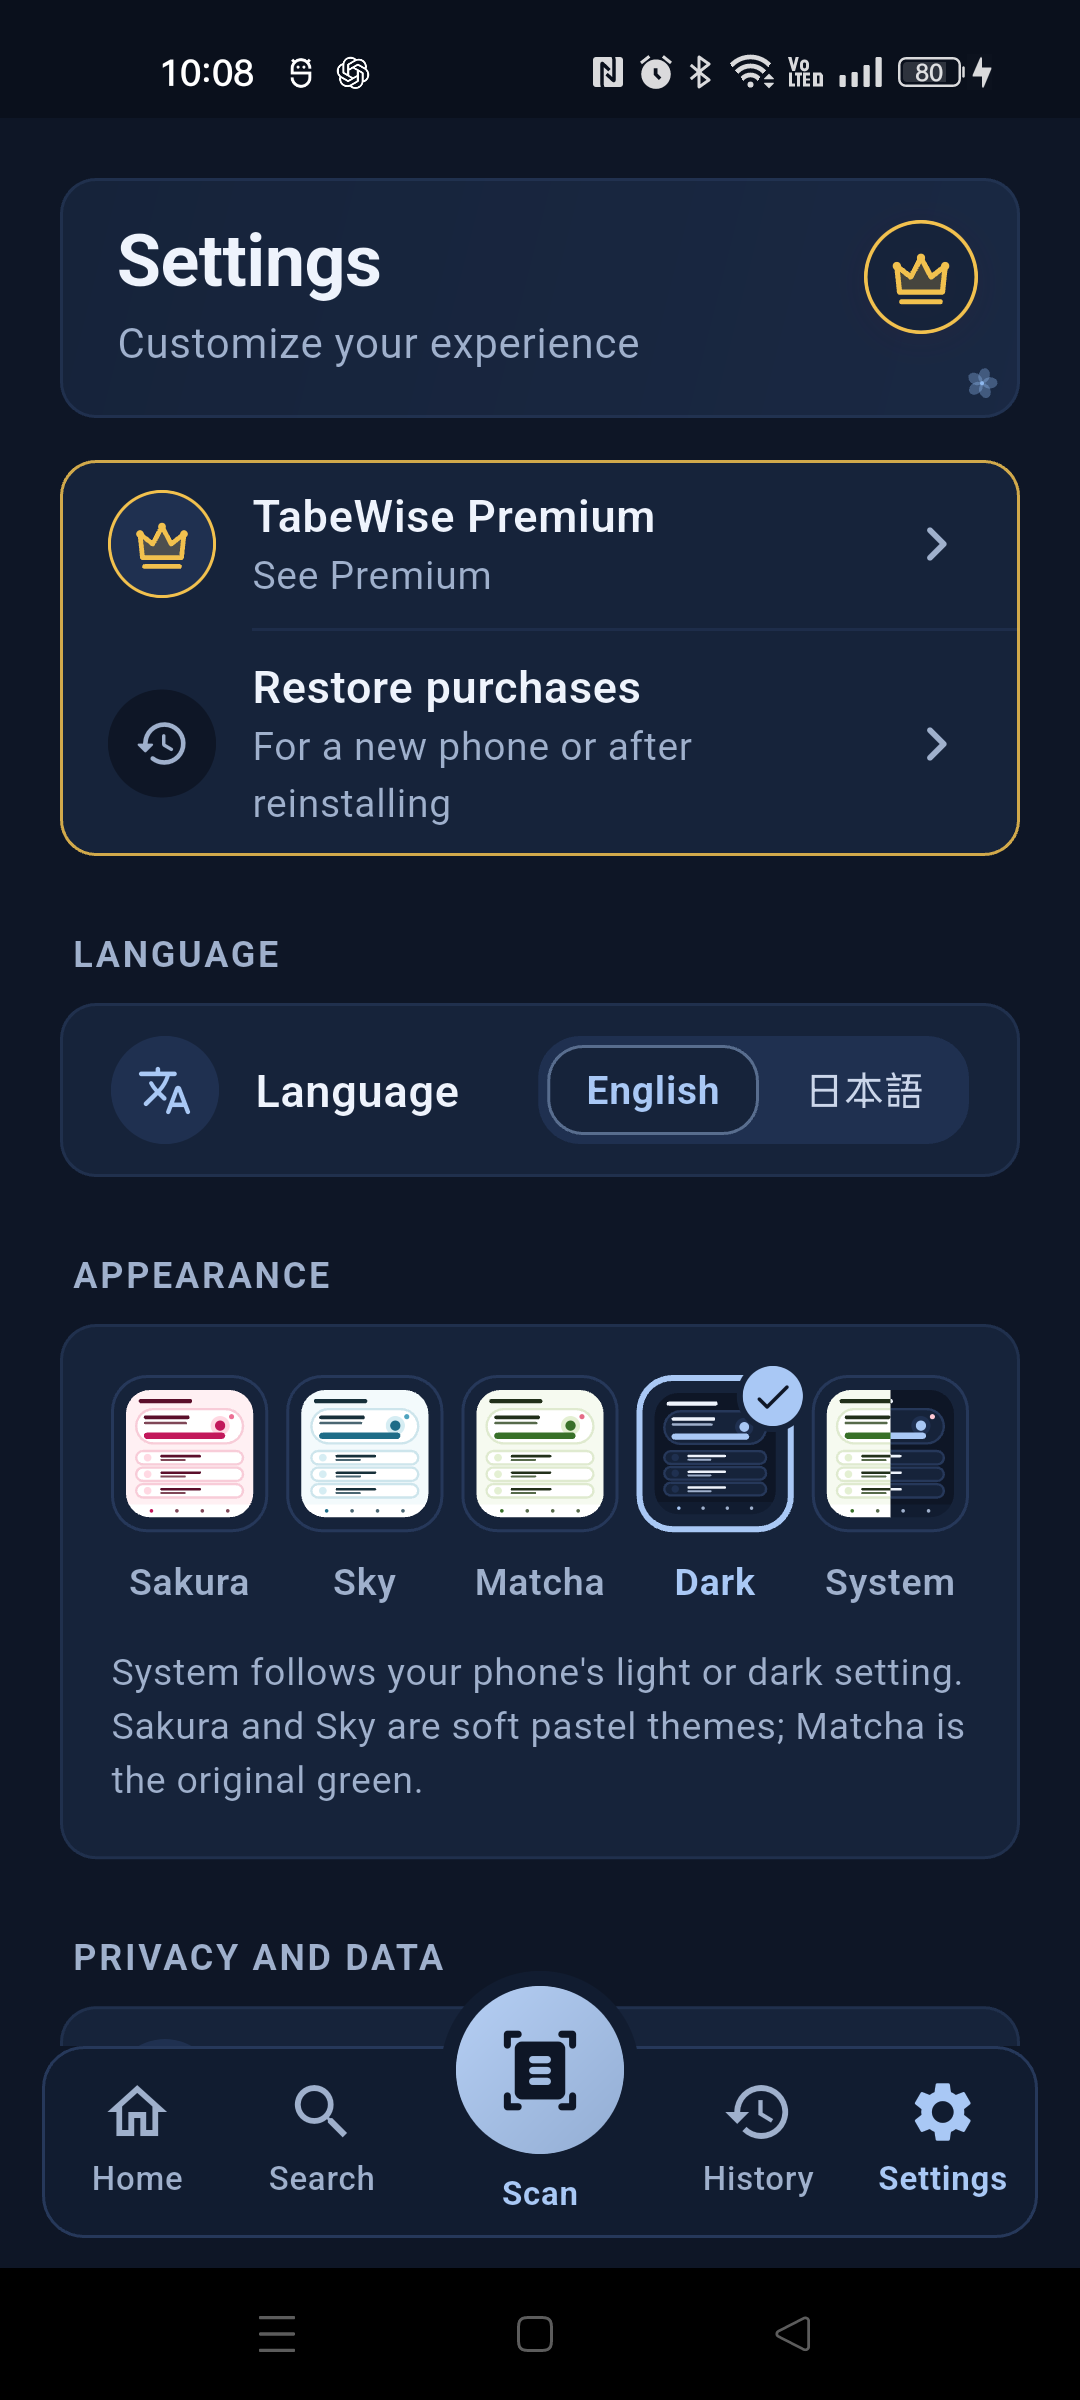 10:08
Vo
LTE
80
Settings
Customize your experience
TabeWise Premium
See Premium
Restore purchases
For a new phone or after
reinstalling
LANGUAGE
Language
English
日本語
APPEARANCE
Sakura
Sky
Matcha
Dark
System
System follows your phone's light or dark setting.
Sakura and Sky are soft pastel themes; Matcha is
the original green.
PRIVACY AND DATA
Home
Search
Scan
History
Settings